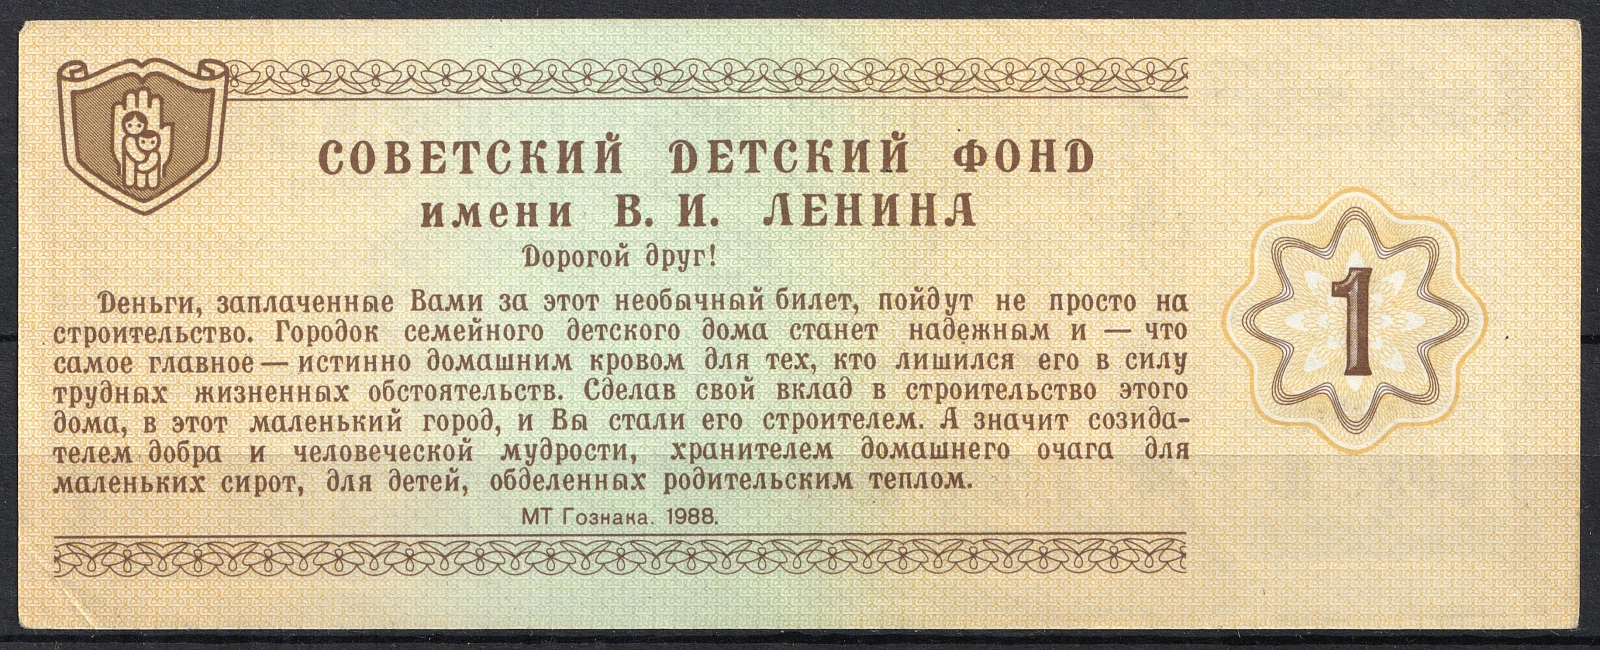 СОВЕТСКИЙ ДЕТСКИЙ ФОНД
имени В. И. ЛЕНИНА
Дорогой друг!
Деньги, заплаченные Вами за этот необычный билет, пойдут не просто на
строительство. Городок семейного детского дома станет надежным и — что
самое главное — истинно домашним кровом для тех, кто лишился его в силу
трудных жизненных обстоятельств. Сделав свой вклад в строительство этого
дома, в этот маленький город, и Вы стали его строителем. А значит созида-
телем добра и человеческой мудрости, хранителем домашнего очага для
маленьких сирот, для детей, обделенных родительским теплом.
МТ Гознака. 1988.
1